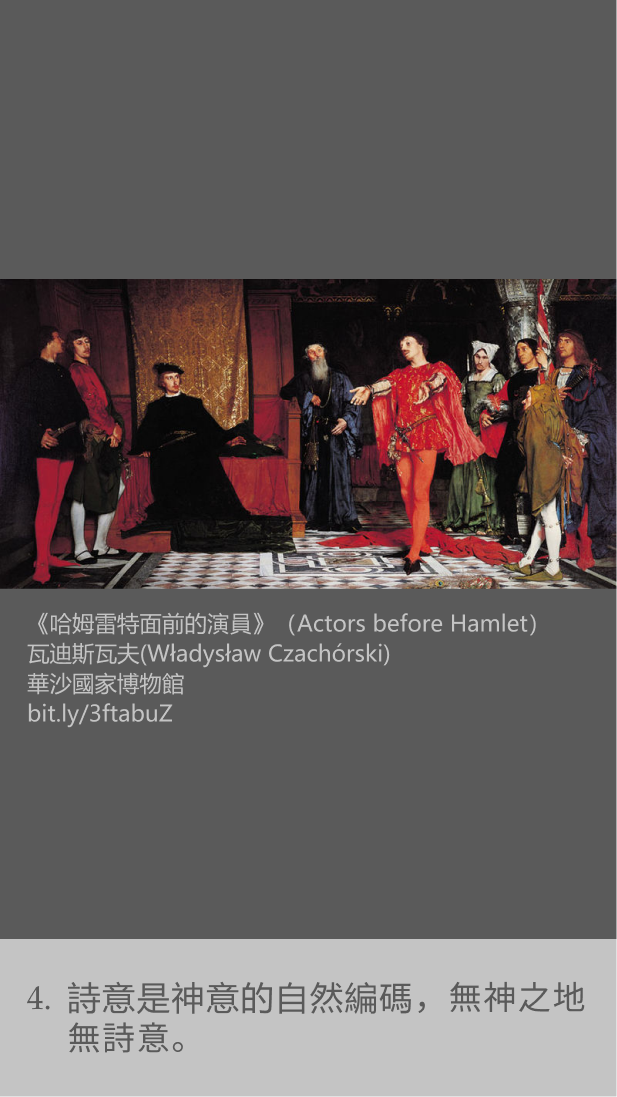 《哈姆雷特面前的演員》（Actors before Hamlet）
瓦迪斯瓦夫(Władysław Czachórski)
華沙國家博物館
bit.ly/3ftabuZ
4. 詩意是神意的自然編碼，無神之地
無詩意。